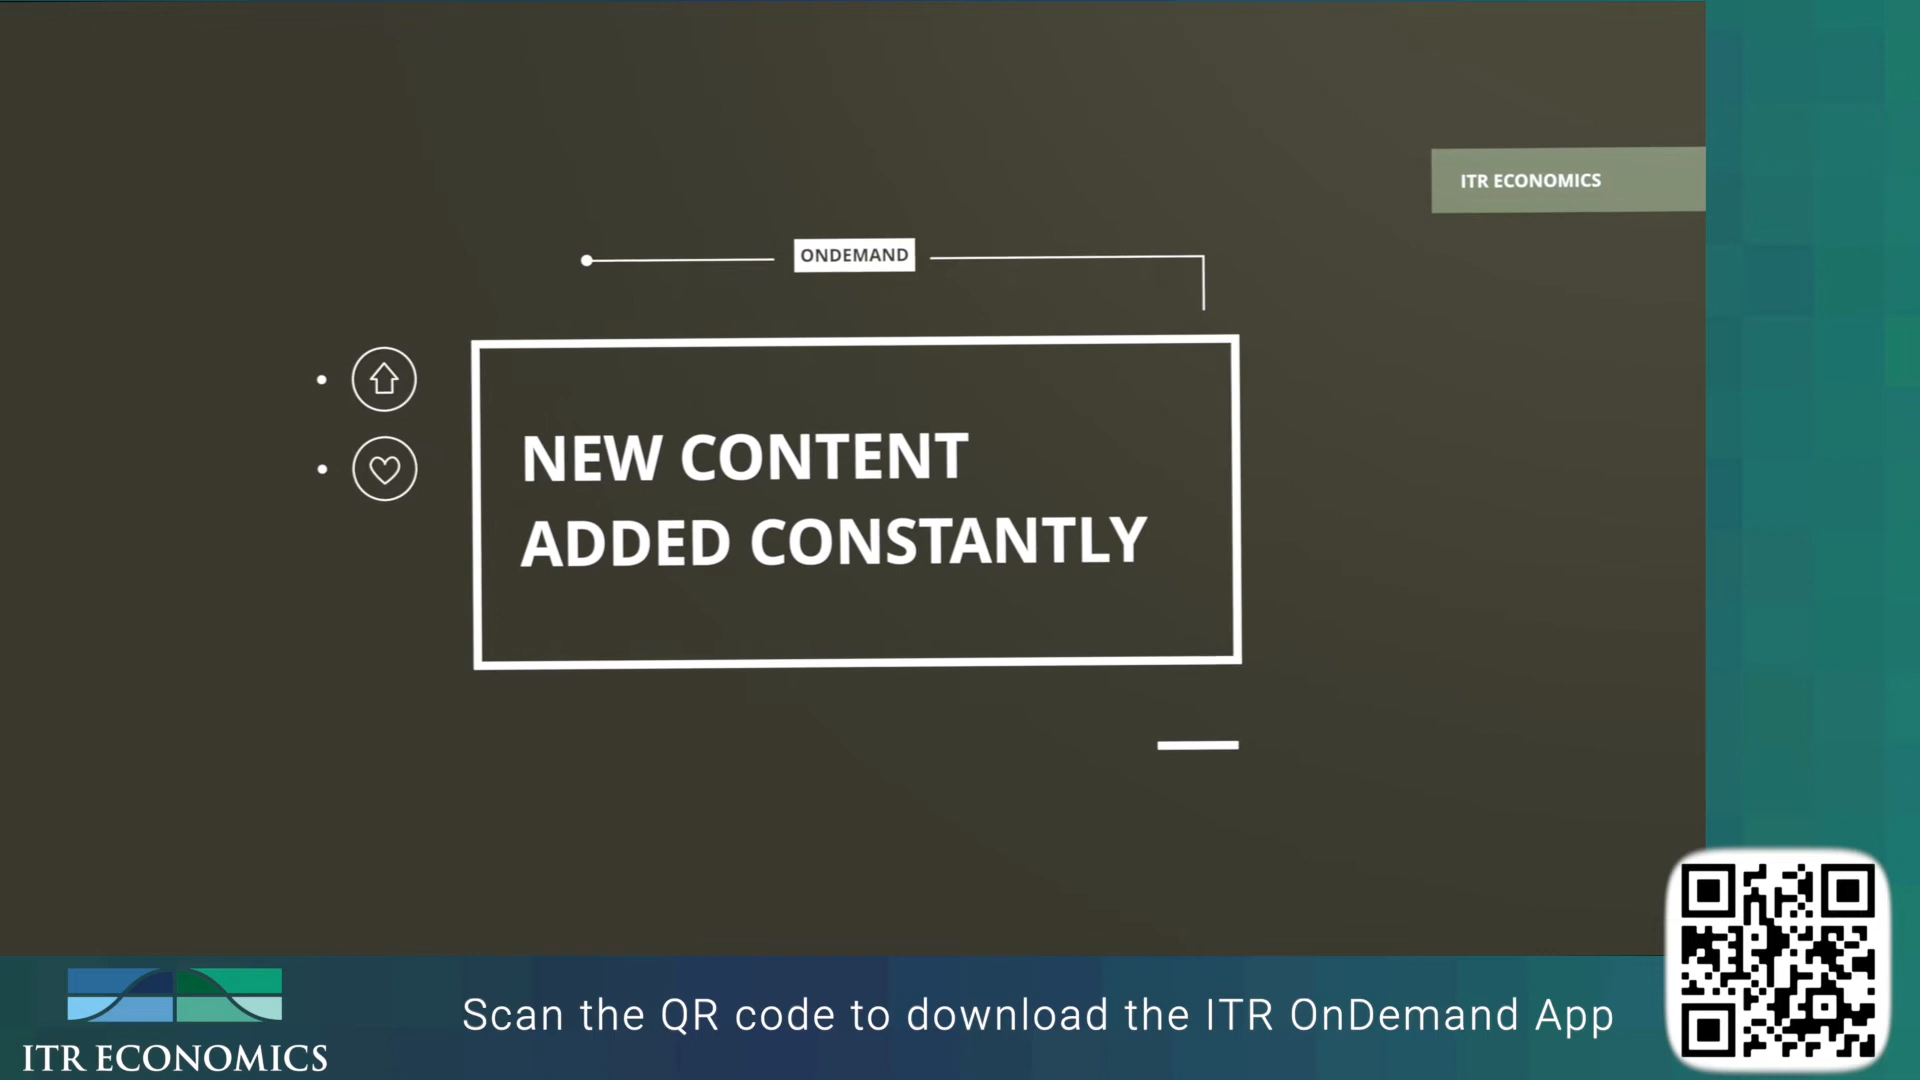 ITR ECONOMICS
ONDEMAND
NEW CONTENT
ADDED CONSTANTLY
Scan the QR code to download the ITR OnDemand App
ITR ECONOMICS